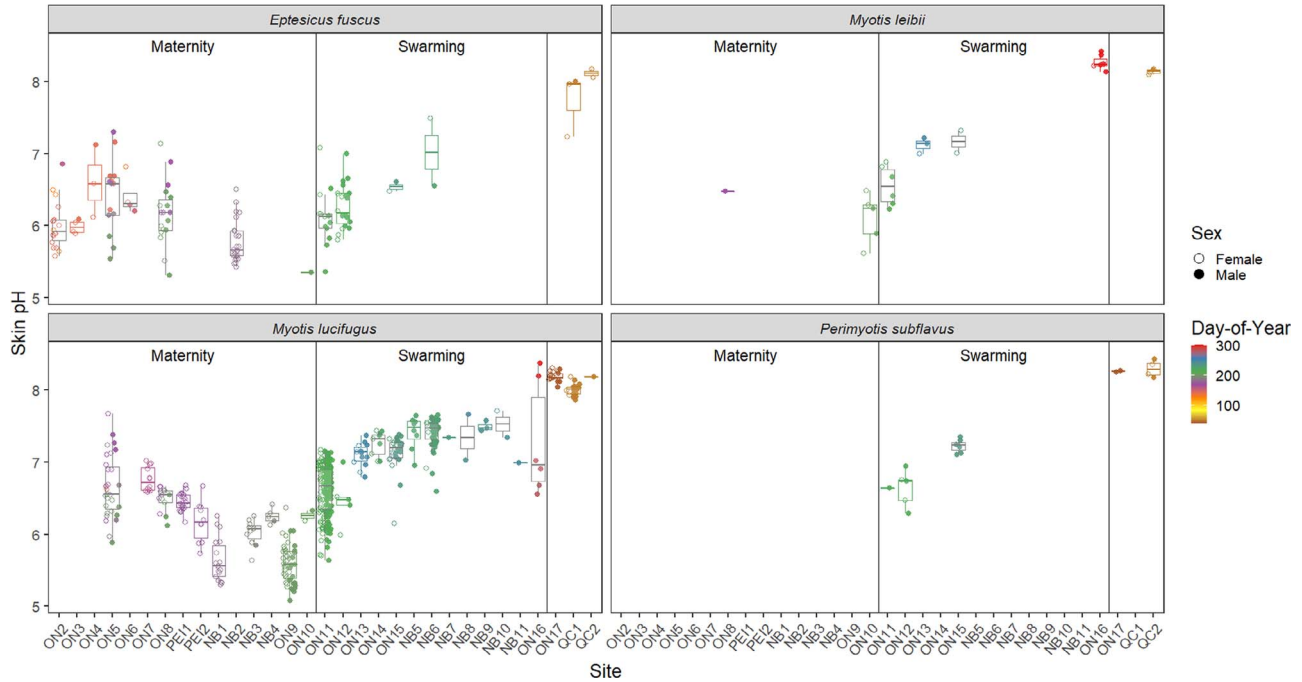 Eptesicus fuscus
Myotis leibii
Maternity Swarming
Maternity Swarming
8
7
6
5
Skin pH
Myotis lucifugus
Perimyotis subflavus
Maternity Swarming
Maternity Swarming
8
7
6
5
ON2 ON3 ON4 ON5 ON6 ON7 ON8 PEI1 PEI2 NB1 NB2 NB3 NB4 ON9 ON10 ON11 ON12 ON13 ON14 ON15 NB5 NB6 NB7 NB8 NB9 NB10 NB11 ON16 ON17 QC1 QC2
ON2 ON3 ON4 ON5 ON6 ON7 ON8 PEI1 PEI2 NB1 NB2 NB3 NB4 ON9 ON10 ON11 ON12 ON13 ON14 ON15 NB5 NB6 NB7 NB8 NB9 NB10 NB11 ON16 ON17 QC1 QC2
Site
Sex
Female
Male
Day-of-Year
300
200
100